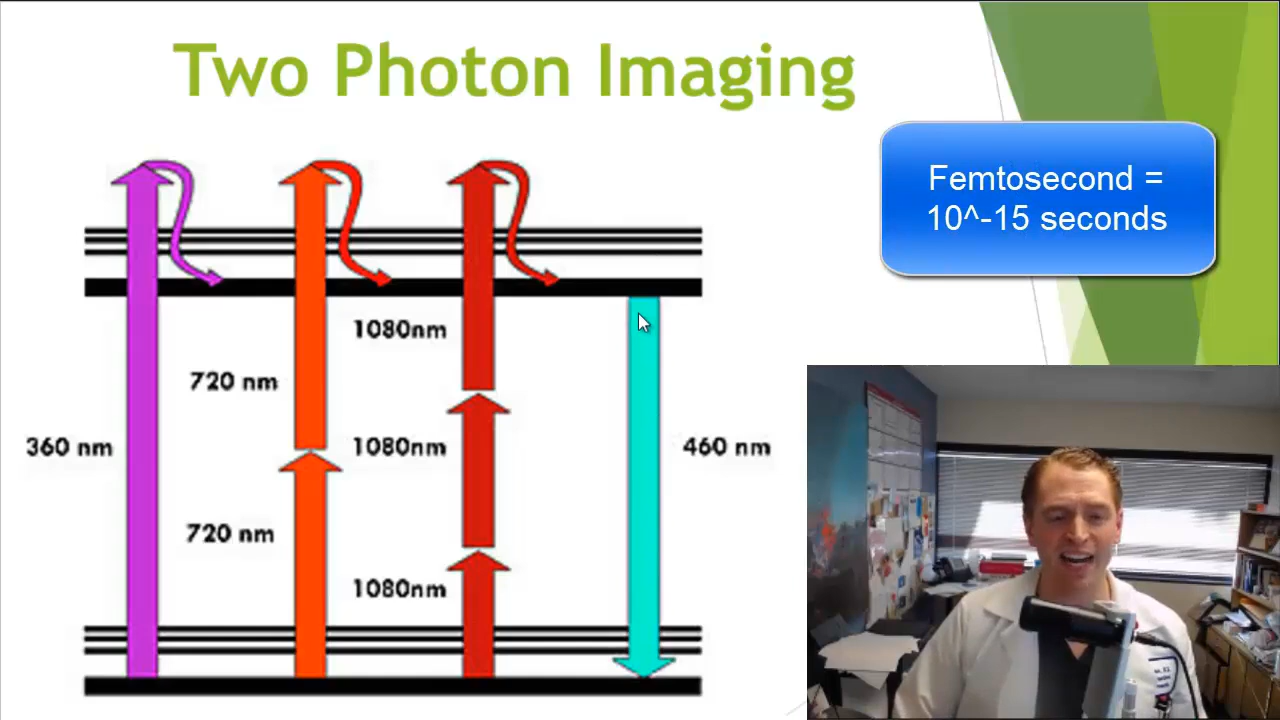 Two Photon Imaging
Femtosecond =
10^-15 seconds
1080nm
720 nm
360 nm
1080nm
460 nm
720 nm
1080nm